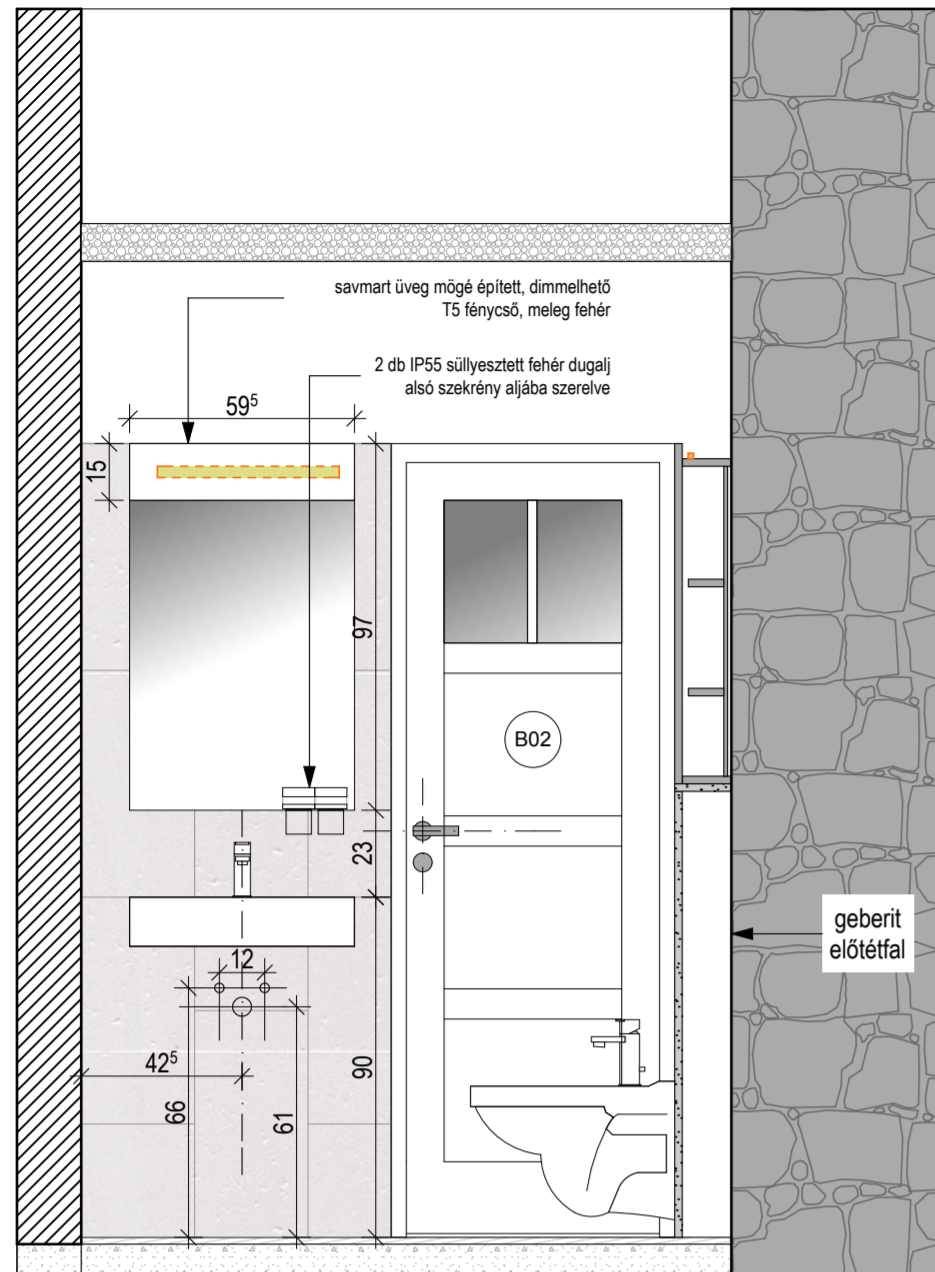 savmart üveg mögé épített, dimmelhető
T5 fénycső, meleg fehér
2 db IP55 süllyesztett fehér dugalj
alsó szekrény aljába szerelve
59⁵
15
97
B02
23
geberit
előtétfal
12
42⁵
66
61
90